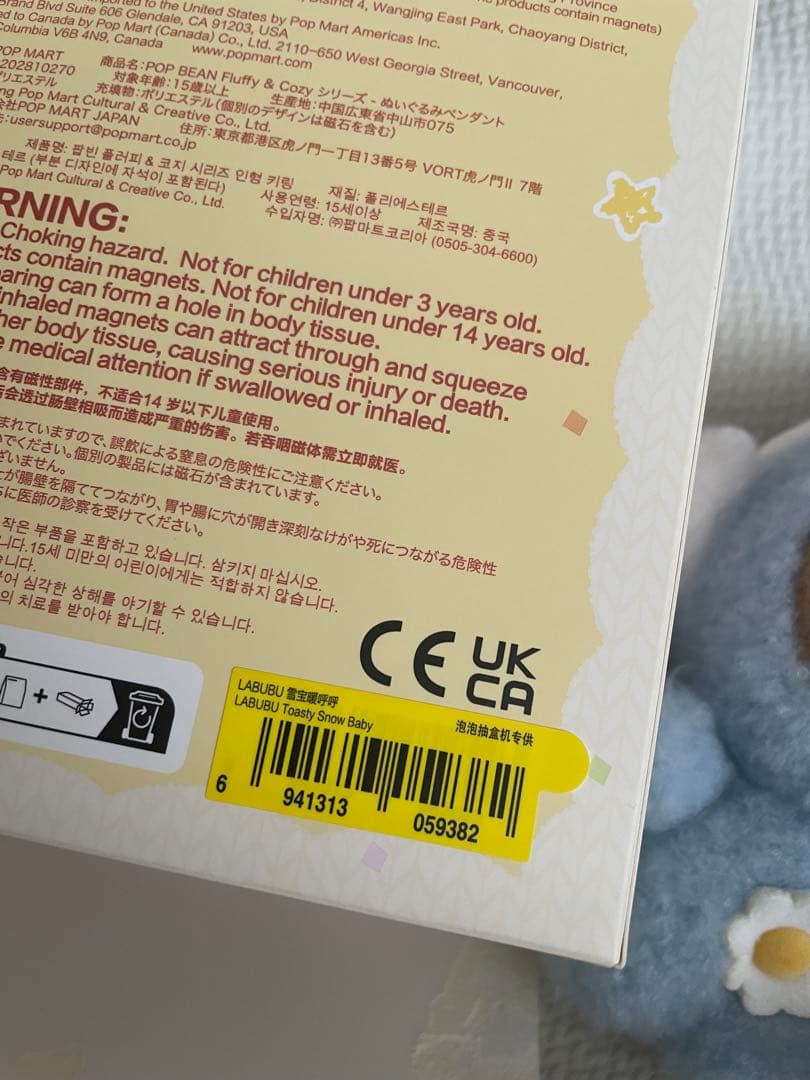 District 4, Wangjing East Park, Chaoyang District,
products contain magnets)
to the United States by Pop Mart Americas Inc.
Brand Blvd Suite 606 Glendale, CA 91203, USA
to Canada by Pop Mart (Canada) Co., Ltd. 2110-650 West Georgia Street, Vancouver,
Columbia V6B 4N9, Canada www.popmart.com
POP MART 商品名:POP BEAN Fluffy & Cozy シリーズ - ぬいぐるみペンダント
202810270 対象年齢:15歳以上 生産地:中国広東省中山市075
充填物:ポリエステル(個別のデザインは磁石を含む)
Pop Mart Cultural & Creative Co., Ltd.
POP MART JAPAN 住所:東京都港区虎ノ門一丁目13番5号 VORT虎ノ門II 7階
usersupport@popmart.co.jp
제품명: 팝빈 플러피 & 코지 시리즈 인형 키링 재질: 폴리에스테르
테르 (부분 디자인에 자석이 포함된다) 사용연령: 15세이상 제조국명: 중국
Pop Mart Cultural & Creative Co., Ltd. 수입자명: ㈜팝마트코리아 (0505-304-6600)
RNING:
Choking hazard. Not for children under 3 years old.
cts contain magnets. Not for children under 14 years old.
earing can form a hole in body tissue.
inhaled magnets can attract through and squeeze
her body tissue, causing serious injury or death.
e medical attention if swallowed or inhaled.
含有磁性部件，不适合14 岁以下儿童使用。
后会透过肠壁相吸而造成严重的伤害。若吞咽磁体需立即就医。
まれていますので、誤飲による窒息の危険性にご注意ください。
いでください。個別の製品には磁石が含まれています。
ざいません。
が腸壁を隔ててつながり、胃や腸に穴が開き深刻なけがや死につながる危険性
ちに医師の診察を受けてください。
작은 부품을 포함하고 있습니다. 삼키지 마십시오.
니다. 15세 미만의 어린이에게는 적합하지 않습니다.
습니다.
어 심각한 상해를 야기할 수 있습니다.
의 치료를 받아야 합니다.
CE UK
CA
+
LABUBU 雪宝暖呼呼
LABUBU Toasty Snow Baby 泡泡抽盒机专供
6 941313 059382